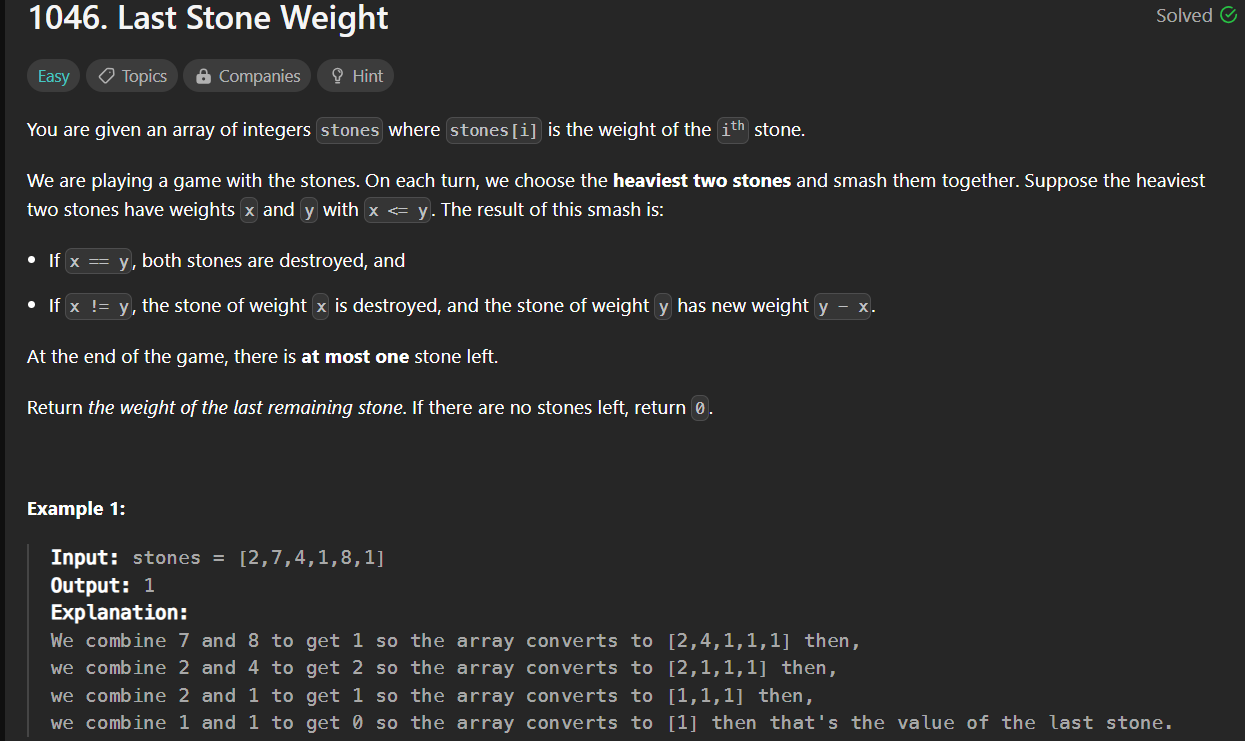 1046. Last Stone Weight
Solved
Easy
Topics
Companies
Hint
You are given an array of integers stones where stones[i] is the weight of the ith stone.
We are playing a game with the stones. On each turn, we choose the heaviest two stones and smash them together. Suppose the heaviest
two stones have weights x and y with x <= y. The result of this smash is:
• If x == y, both stones are destroyed, and
• If x != y, the stone of weight x is destroyed, and the stone of weight y has new weight y - x.
At the end of the game, there is at most one stone left.
Return the weight of the last remaining stone. If there are no stones left, return 0.
Example 1:
Input: stones = [2,7,4,1,8,1]
Output: 1
Explanation:
We combine 7 and 8 to get 1 so the array converts to [2,4,1,1,1] then,
we combine 2 and 4 to get 2 so the array converts to [2,1,1,1] then,
we combine 2 and 1 to get 1 so the array converts to [1,1,1] then,
we combine 1 and 1 to get 0 so the array converts to [1] then that's the value of the last stone.